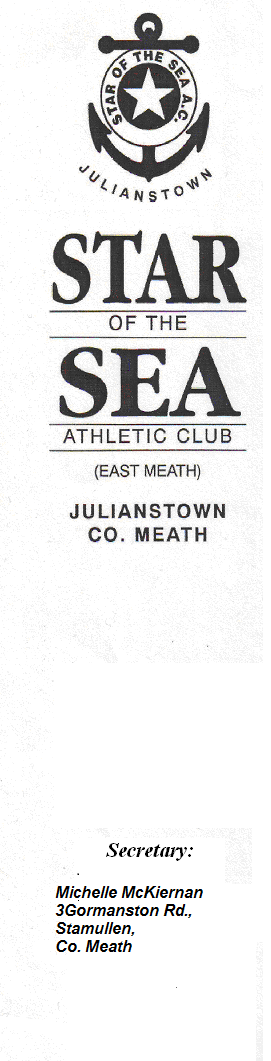 STAR OF THE SEA A.C.
JULIANSTOWN
STAR
OF THE
SEA
ATHLETIC CLUB
(EAST MEATH)
JULIANSTOWN
CO. MEATH
Secretary:
Michelle McKiernan
3Gormanston Rd.,
Stamullen,
Co. Meath